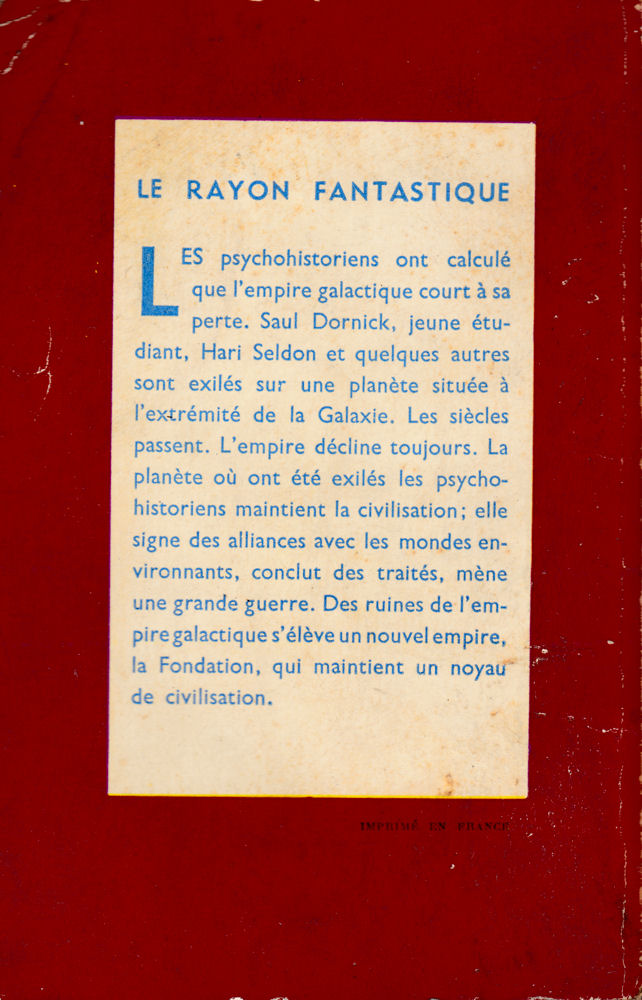 LE RAYON FANTASTIQUE
LES psychohistoriens ont calculé
que l'empire galactique court à sa
perte. Saul Dornick, jeune étu-
diant, Hari Seldon et quelques autres
sont exilés sur une planète située à
l'extrémité de la Galaxie. Les siècles
passent. L'empire décline toujours. La
planète où ont été exilés les psycho-
historiens maintient la civilisation; elle
signe des alliances avec les mondes en-
vironnants, conclut des traités, mène
une grande guerre. Des ruines de l'em-
pire galactique s'élève un nouvel empire,
la Fondation, qui maintient un noyau
de civilisation.
IMPRIMÉ EN FRANCE